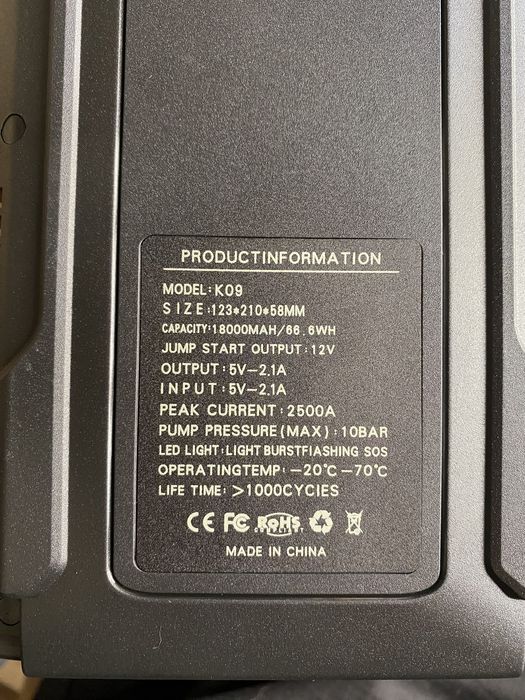 PRODUCTINFORMATION
MODEL:K09
SIZE:123*210*58MM
CAPACITY:18000MAH/66.6WH
JUMP START OUTPUT:12V
OUTPUT:5V-2.1A
INPUT:5V-2.1A
PEAK CURRENT:2500A
PUMP PRESSURE(MAX):10BAR
LED LIGHT:LIGHT BURSTFIASHING SOS
OPERATINGTEMP:-20℃-70℃
LIFE TIME:>1000CYCIES
CE FC RoHS
MADE IN CHINA